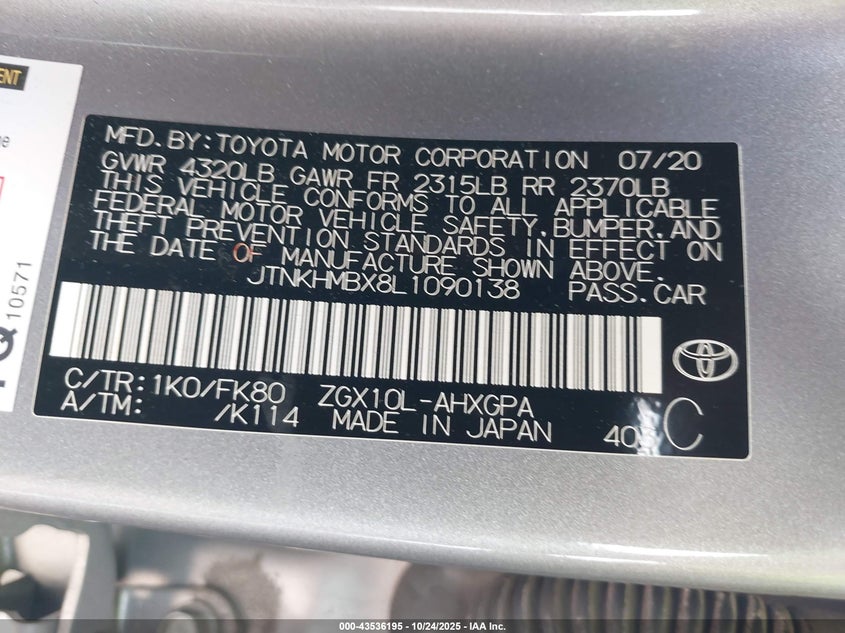 ENT
ne
10571
MFD.BY:TOYOTA MOTOR CORPORATION 07/20
GVWR 4320LB GAWR FR 2315LB RR 2370LB
THIS VEHICLE CONFORMS TO ALL APPLICABLE
FEDERAL MOTOR VEHICLE SAFETY,BUMPER,AND
THEFT PREVENTION STANDARDS IN EFFECT ON
THE DATE OF MANUFACTURE SHOWN ABOVE.
JTNKHMBX8L1090138 PASS.CAR
C/TR:1K0/FK80 ZGX10L-AHXGPA
A/TM: /K114 MADE IN JAPAN C
000-43536195 - 10/24/2025 - IAA Inc.